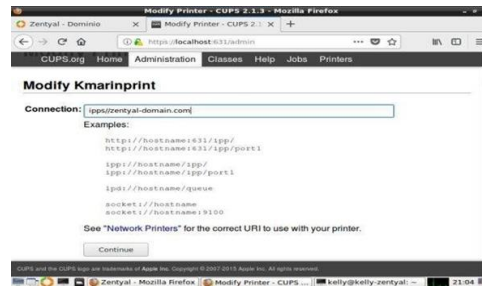 Modify Printer - CUPS 2.1.3 - Mozilla Firefox
Zentyal - Dominio × Modify Printer - CUPS 2.1 × +
https://localhost:631/admin
CUPS.org Home Administration Classes Help Jobs Printers
Modify Kmarinprint
Connection: ipps//zentyal-domain.com
Examples:
http://hostname:631/ipp/
http://hostname:631/ipp/port1
ipp://hostname/ipp/
ipp://hostname/ipp/port1
lpd://hostname/queue
socket://hostname
socket://hostname:9100
See "Network Printers" for the correct URI to use with your printer.
Continue
CUPS and the CUPS logo are trademarks of Apple Inc. Copyright © 2007-2015 Apple Inc. All rights reserved.
Zentyal - Mozilla Firefox Modify Printer - CUPS ... kelly@kelly-zentyal: ~ 21:04